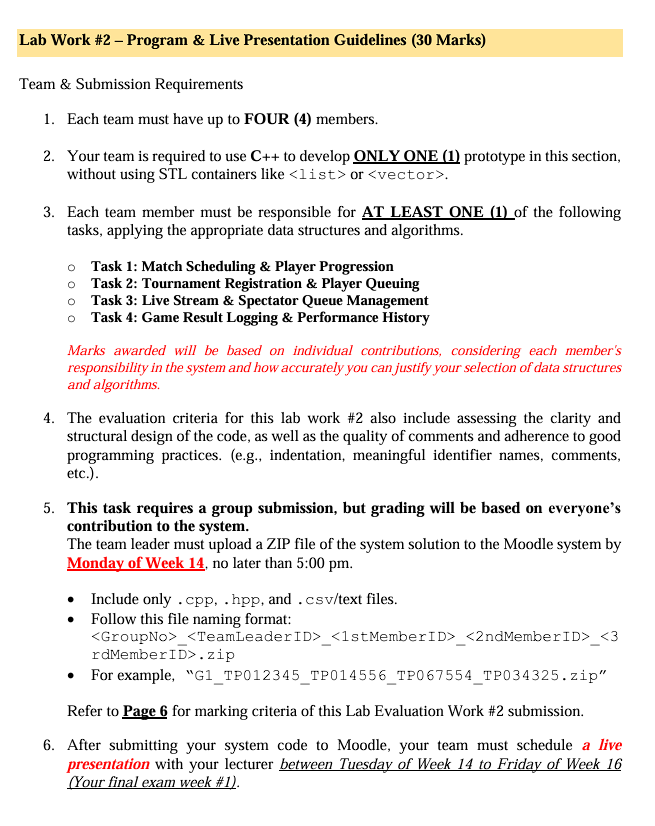 Lab Work #2 – Program & Live Presentation Guidelines (30 Marks)
Team & Submission Requirements
1. Each team must have up to FOUR (4) members.
2. Your team is required to use C++ to develop ONLY ONE (1) prototype in this section,
without using STL containers like <list> or <vector>.
3. Each team member must be responsible for AT LEAST ONE (1) of the following
tasks, applying the appropriate data structures and algorithms.
o Task 1: Match Scheduling & Player Progression
o Task 2: Tournament Registration & Player Queuing
o Task 3: Live Stream & Spectator Queue Management
o Task 4: Game Result Logging & Performance History
Marks awarded will be based on individual contributions, considering each member's
responsibility in the system and how accurately you can justify your selection of data structures
and algorithms.
4. The evaluation criteria for this lab work #2 also include assessing the clarity and
structural design of the code, as well as the quality of comments and adherence to good
programming practices. (e.g., indentation, meaningful identifier names, comments,
etc.).
5. This task requires a group submission, but grading will be based on everyone’s
contribution to the system.
The team leader must upload a ZIP file of the system solution to the Moodle system by
Monday of Week 14, no later than 5:00 pm.
• Include only .cpp, .hpp, and .csv/text files.
• Follow this file naming format:
<GroupNo>_<TeamLeaderID>_<1stMemberID>_<2ndMemberID>_<3
rdMemberID>.zip
• For example, “G1_TP012345_TP014556_TP067554_TP034325.zip”
Refer to Page 6 for marking criteria of this Lab Evaluation Work #2 submission.
6. After submitting your system code to Moodle, your team must schedule a live
presentation with your lecturer between Tuesday of Week 14 to Friday of Week 16
(Your final exam week #1).